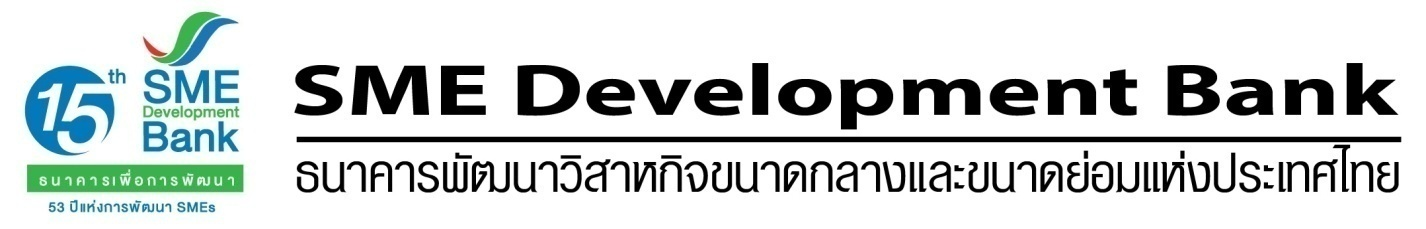 15th
SME
Development
Bank
ธนาคารเพื่อการพัฒนา
53 ปีแห่งการพัฒนา SMEs
SME Development Bank
ธนาคารพัฒนาวิสาหกิจขนาดกลางและขนาดย่อมแห่งประเทศไทย